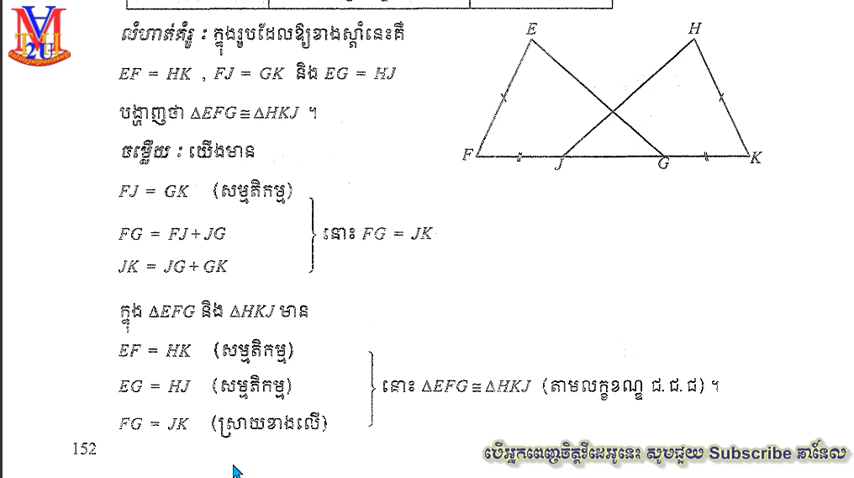 MV
2U
លំហាត់គំរូ : ក្នុងរូបដែលឱ្យខាងស្ដាំនេះគឺ
EF = HK , FJ = GK និង EG = HJ
បង្ហាញថា ΔEFG ≅ ΔHKJ ។
ចម្លើយ : យើងមាន
FJ = GK (សម្មតិកម្ម)
FG = FJ + JG
JK = JG + GK
នោះ FG = JK
ក្នុង ΔEFG និង ΔHKJ មាន
EF = HK (សម្មតិកម្ម)
EG = HJ (សម្មតិកម្ម)
FG = JK (ស្រាយខាងលើ)
នោះ ΔEFG ≅ ΔHKJ (តាមលក្ខខណ្ឌ ជ.ជ.ជ) ។
E
H
F
J
G
K
152
បើអ្នកពេញចិត្តវីដេអូនេះ សូមជួយ Subscribe ឆានែល